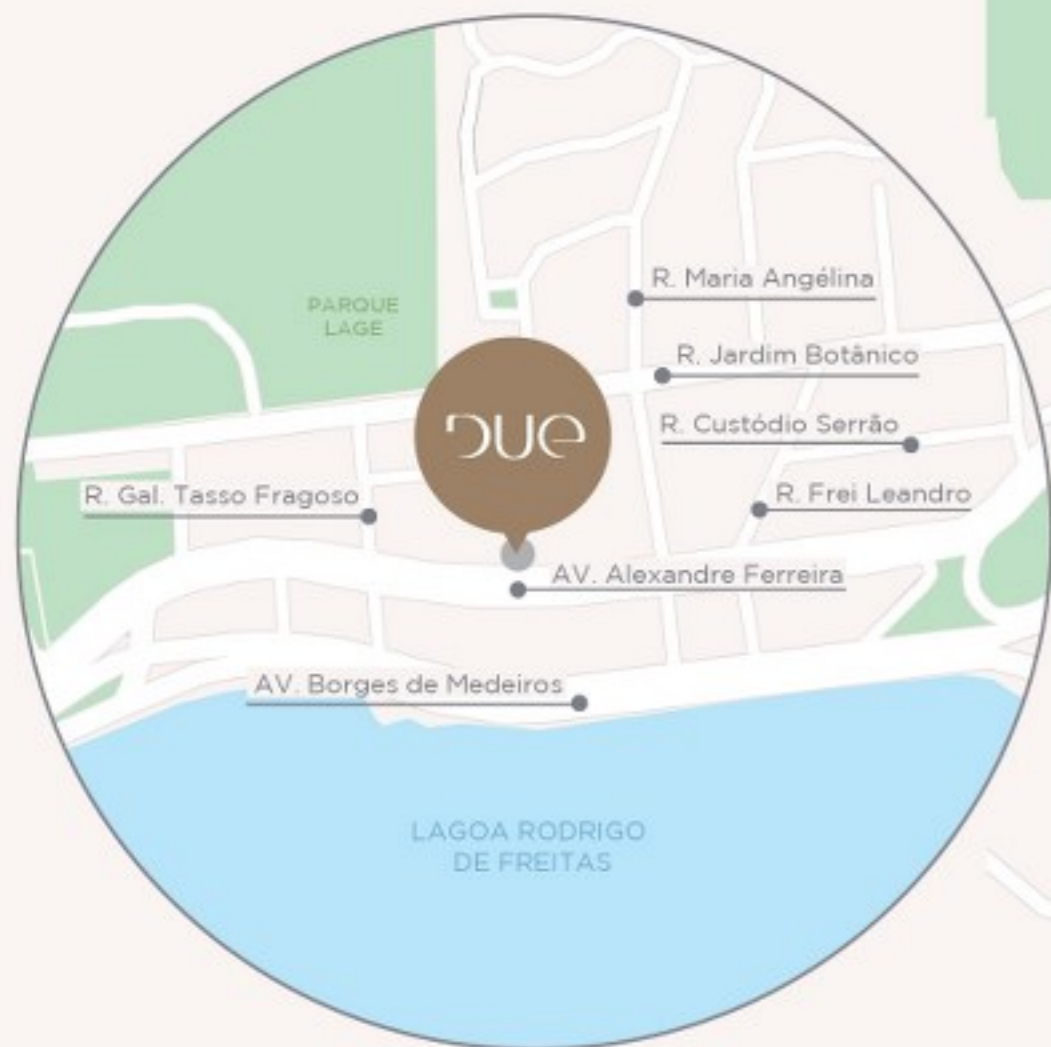 R. Maria Angélina
PARQUE
LAGE
R. Jardim Botânico
DUE
R. Custódio Serrão
R. Gal. Tasso Fragoso
R. Frei Leandro
AV. Alexandre Ferreira
AV. Borges de Medeiros
LAGOA RODRIGO
DE FREITAS